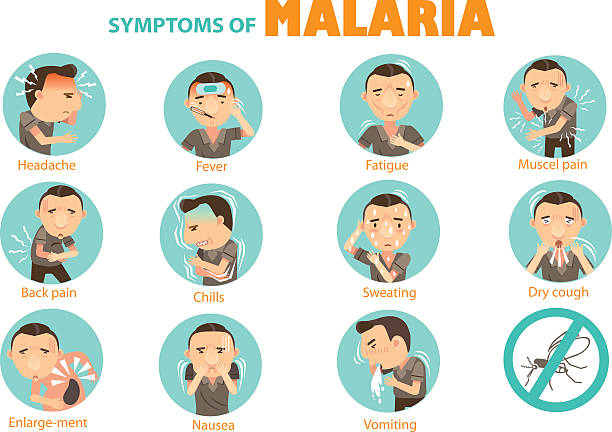 SYMPTOMS OF MALARIA
Headache
Fever
Fatigue
Muscel pain
Back pain
Chills
Sweating
Dry cough
Enlarge-ment
Nausea
Vomiting